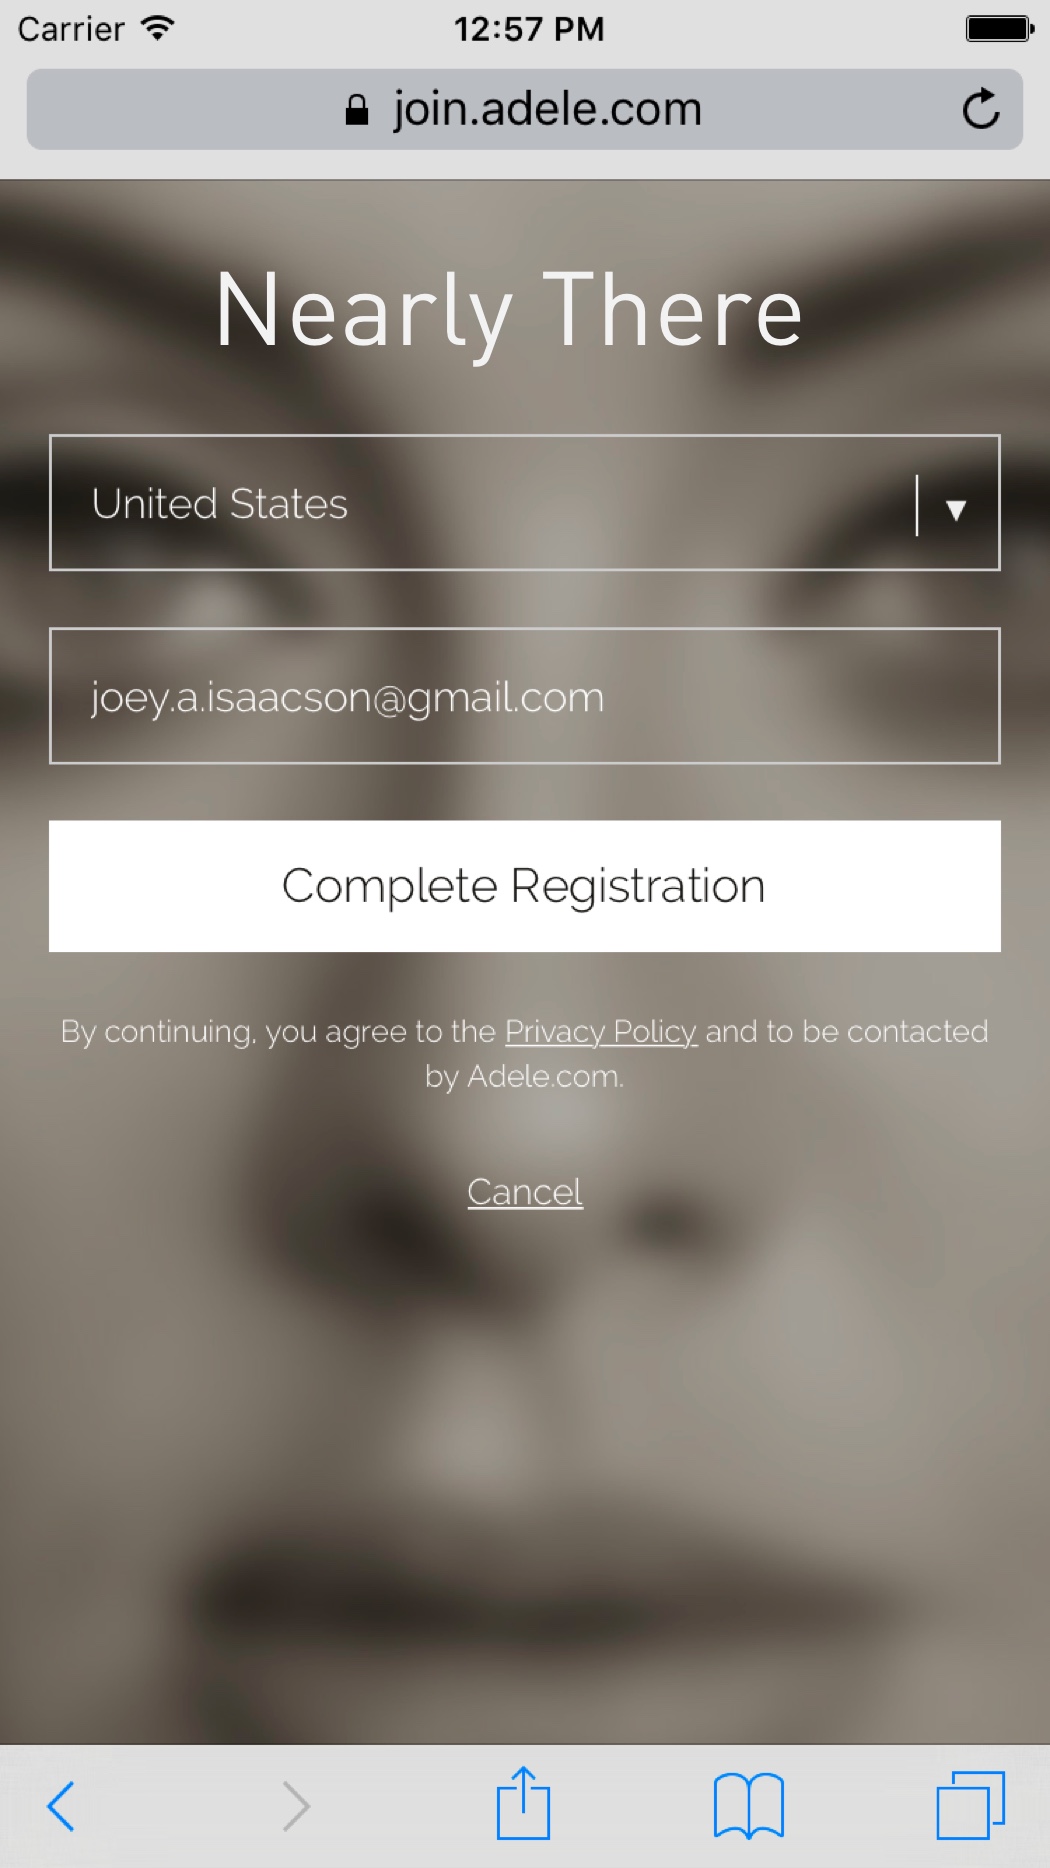 Carrier 12:57 PM
join.adele.com
Nearly There
United States
joey.a.isaacson@gmail.com
Complete Registration
By continuing, you agree to the Privacy Policy and to be contacted
by Adele.com.
Cancel